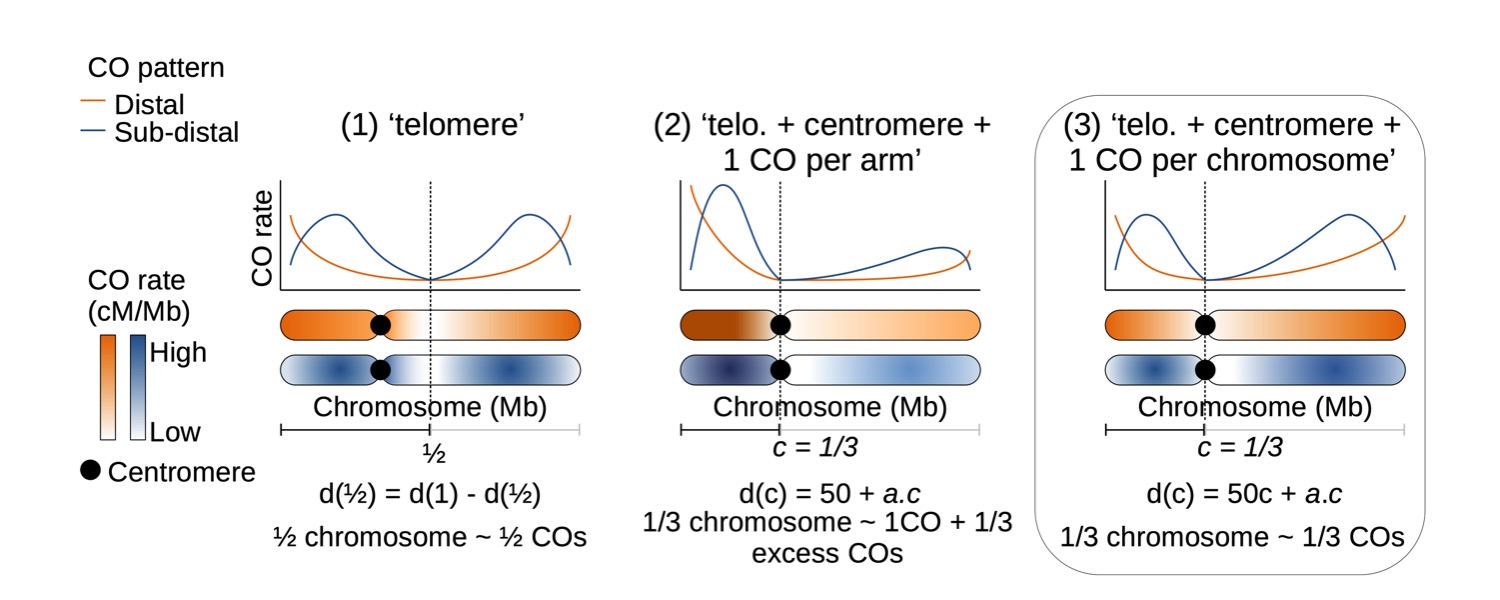 CO pattern
Distal
Sub-distal
CO rate
(cM/Mb)
High
Low
Centromere
(1) ‘telomere’
CO rate
Chromosome (Mb)
½
d(½) = d(1) - d(½)
½ chromosome ~ ½ COs
(2) ‘telo. + centromere +
1 CO per arm’
Chromosome (Mb)
c = 1/3
d(c) = 50 + a.c
1/3 chromosome ~ 1CO + 1/3
excess COs
(3) ‘telo. + centromere +
1 CO per chromosome’
Chromosome (Mb)
c = 1/3
d(c) = 50c + a.c
1/3 chromosome ~ 1/3 COs